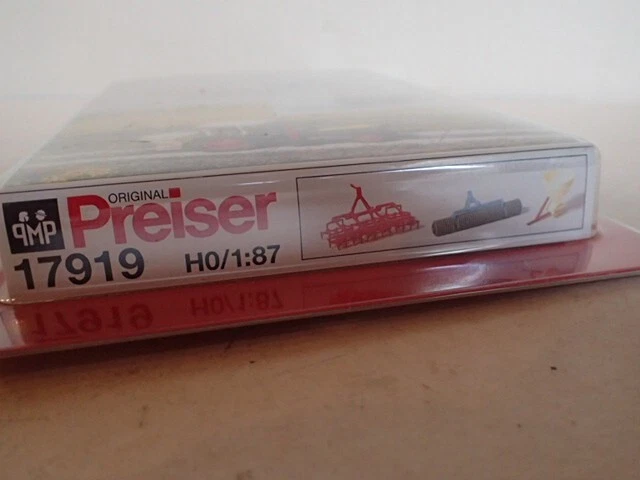 PMP
ORIGINAL
Preiser
17919 H0/1:87